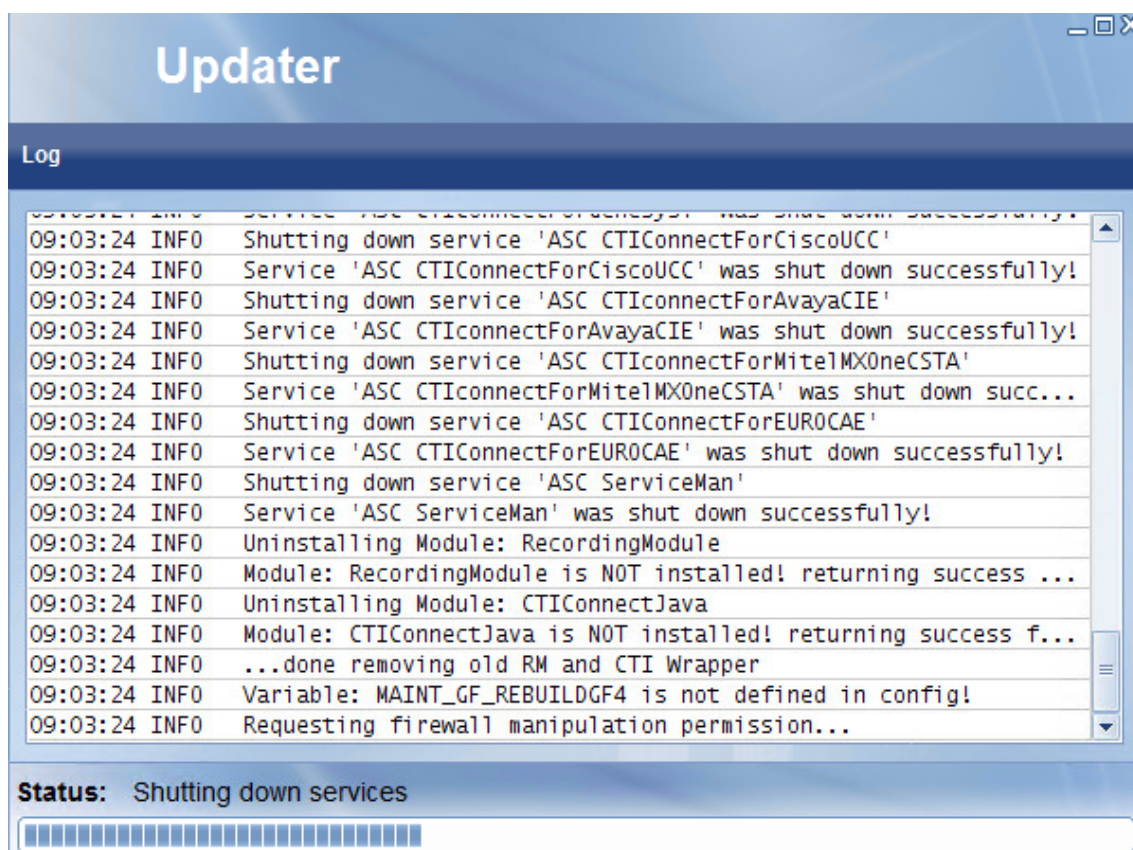 Updater
Log
09:03:24 INFO Shutting down service 'ASC CTIConnectForCiscoUCC'
09:03:24 INFO Service 'ASC CTIConnectForCiscoUCC' was shut down successfully!
09:03:24 INFO Shutting down service 'ASC CTIconnectForAvayaCIE'
09:03:24 INFO Service 'ASC CTIconnectForAvayaCIE' was shut down successfully!
09:03:24 INFO Shutting down service 'ASC CTIconnectForMitelMXOneCSTA'
09:03:24 INFO Service 'ASC CTIconnectForMitelMXOneCSTA' was shut down succ...
09:03:24 INFO Shutting down service 'ASC CTIConnectForEUROCAE'
09:03:24 INFO Service 'ASC CTIConnectForEUROCAE' was shut down successfully!
09:03:24 INFO Shutting down service 'ASC ServiceMan'
09:03:24 INFO Service 'ASC ServiceMan' was shut down successfully!
09:03:24 INFO Uninstalling Module: RecordingModule
09:03:24 INFO Module: RecordingModule is NOT installed! returning success ...
09:03:24 INFO Uninstalling Module: CTIConnectJava
09:03:24 INFO Module: CTIConnectJava is NOT installed! returning success f...
09:03:24 INFO ...done removing old RM and CTI Wrapper
09:03:24 INFO Variable: MAINT_GF_REBUILDGF4 is not defined in config!
09:03:24 INFO Requesting firewall manipulation permission...
Status: Shutting down services